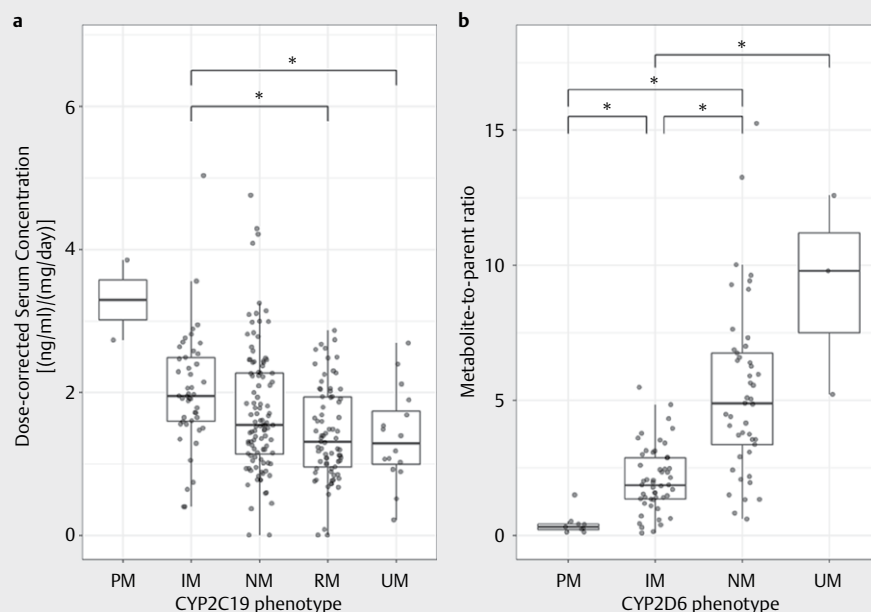 a
Dose-corrected Serum Concentration
[(ng/ml)/(mg/day)]
6
4
2
0
*
*
PM IM NM RM UM
CYP2C19 phenotype
b
Metabolite-to-parent ratio
15
10
5
0
*
*
*
*
PM IM NM UM
CYP2D6 phenotype